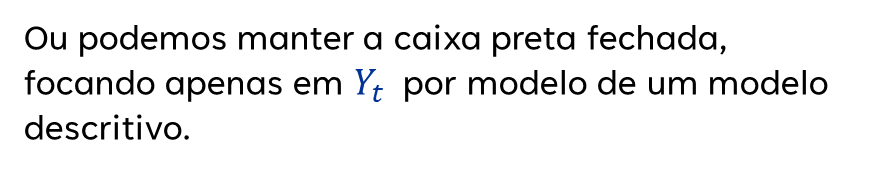 Ou podemos manter a caixa preta fechada,
focando apenas em Y_t por modelo de um modelo
descritivo.